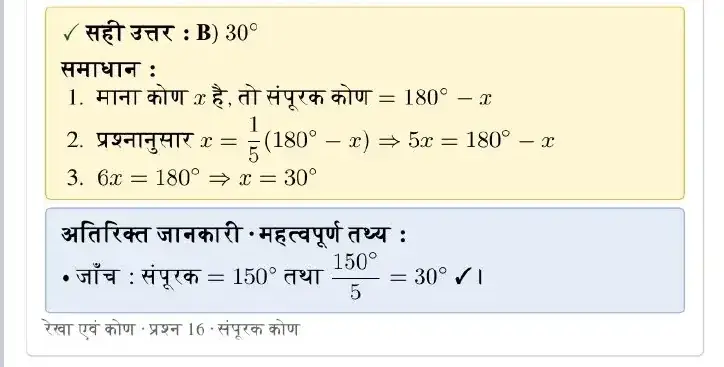 ✓ सही उत्तर : B) 30°
समाधान :
1. माना कोण x है, तो संपूरक कोण = 180° − x
2. प्रश्नानुसार x = 1/5(180° − x) ⇒ 5x = 180° − x
3. 6x = 180° ⇒ x = 30°
अतिरिक्त जानकारी · महत्वपूर्ण तथ्य :
• जाँच : संपूरक = 150° तथा 150°/5 = 30° ✓।
रेखा एवं कोण · प्रश्न 16 · संपूरक कोण